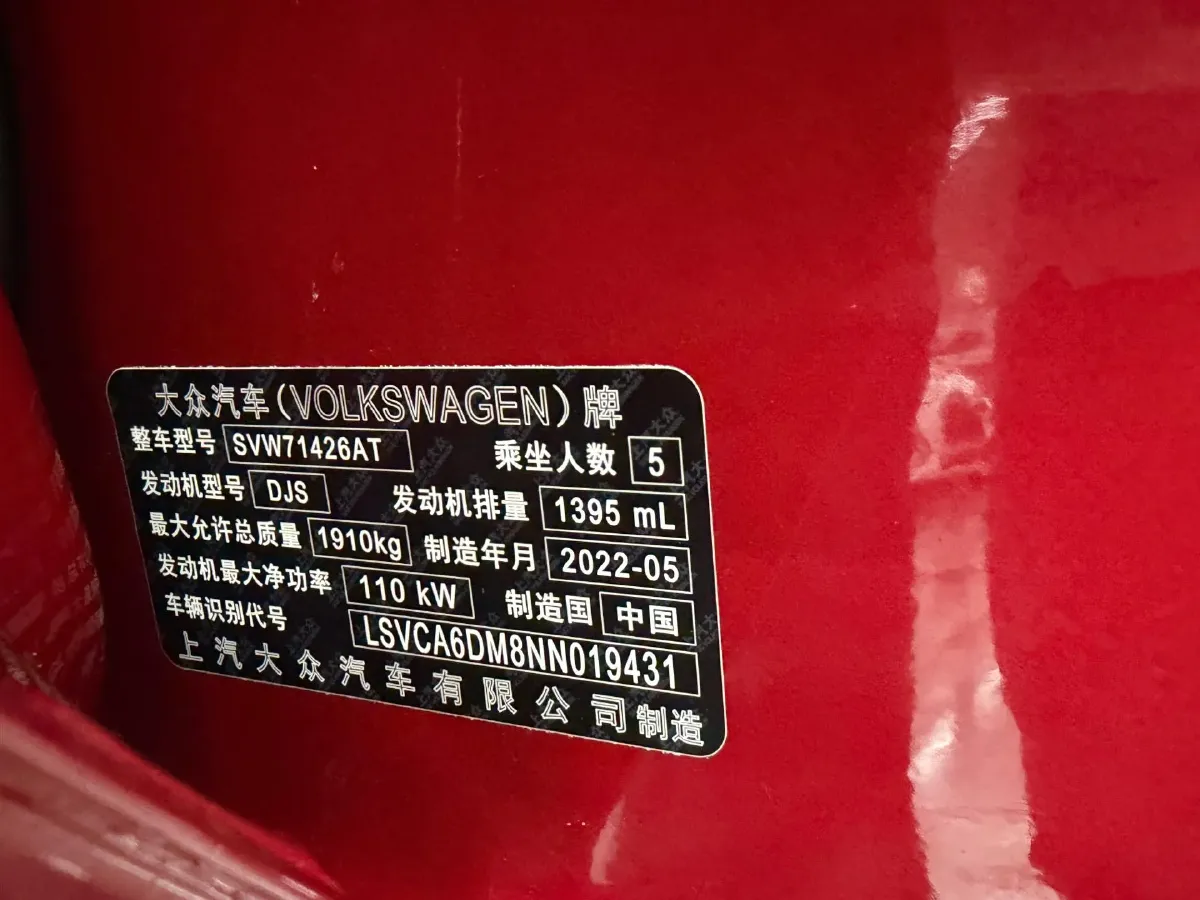 大众汽车(VOLKSWAGEN)牌
整车型号 SVW71426AT 乘坐人数 5
发动机型号 DJS 发动机排量 1395 mL
最大允许总质量 1910kg 制造年月 2022-05
发动机最大净功率 110 kW 制造国 中国
车辆识别代号 LSVCA6DM8NN019431
上汽大众汽车有限公司制造